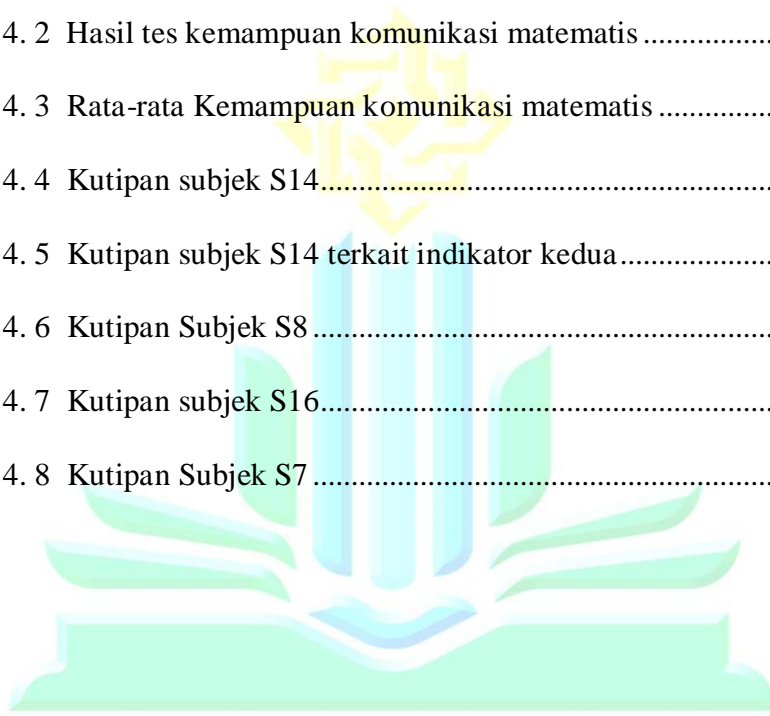 4. 2 Hasil tes kemampuan komunikasi matematis .................
4. 3 Rata-rata Kemampuan komunikasi matematis ...............
4. 4 Kutipan subjek S14............................................................
4. 5 Kutipan subjek S14 terkait indikator kedua....................
4. 6 Kutipan Subjek S8 .............................................................
4. 7 Kutipan subjek S16............................................................
4. 8 Kutipan Subjek S7 .............................................................